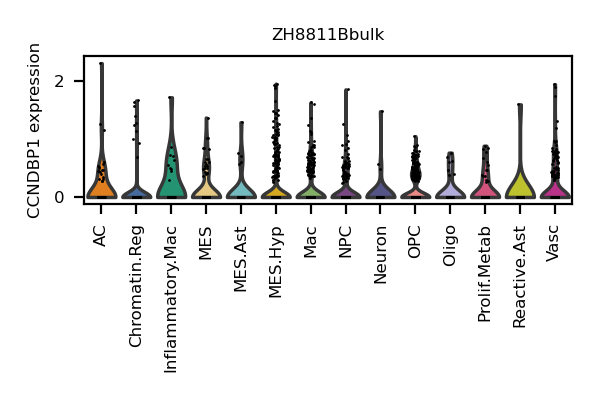 ZH8811Bbulk
CCNDBP1 expression
2
0
AC
Chromatin.Reg
Inflammatory.Mac
MES
MES.Ast
MES.Hyp
Mac
NPC
Neuron
OPC
Oligo
Prolif.Metab
Reactive.Ast
Vasc